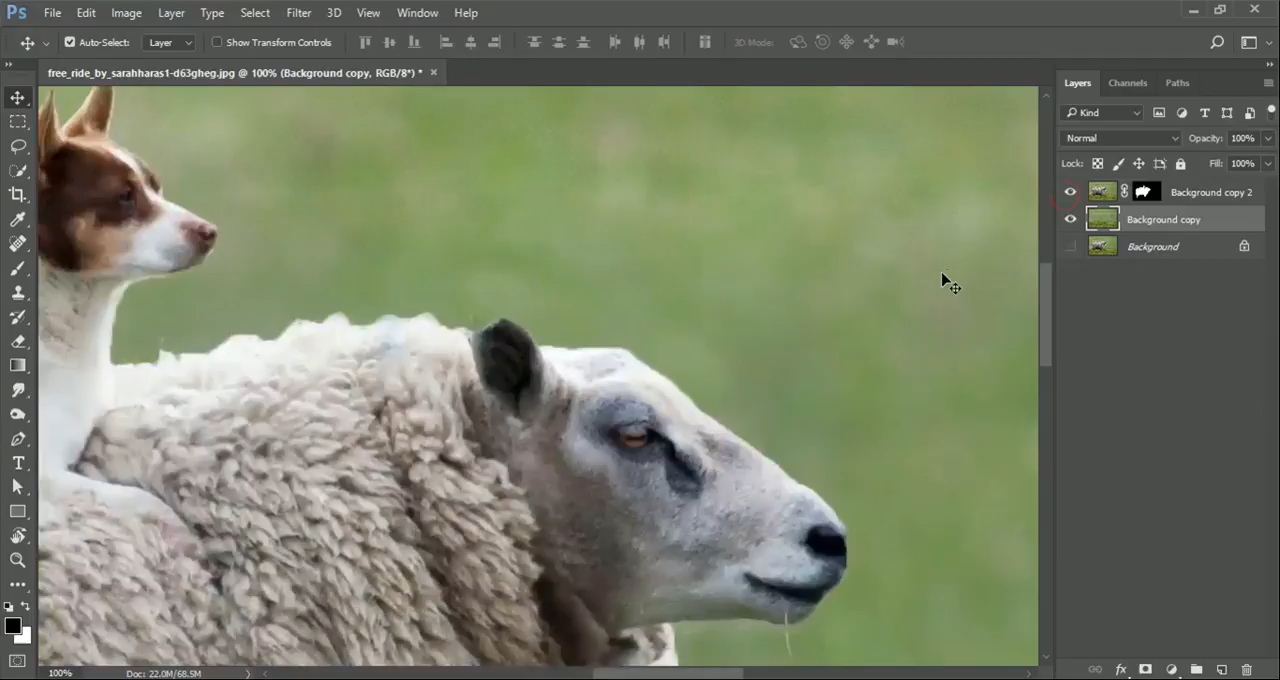 Ps File Edit Image Layer Type Select Filter 3D View Window Help
Auto-Select: Layer Show Transform Controls 3D Mode:
free_ride_by_sarahharas1-d63gheg.jpg @ 100% (Background copy, RGB/8*) *
Layers Channels Paths
Kind
Normal Opacity: 100%
Lock: Fill: 100%
Background copy 2
Background copy
Background
100% Doc: 22.0M/68.5M